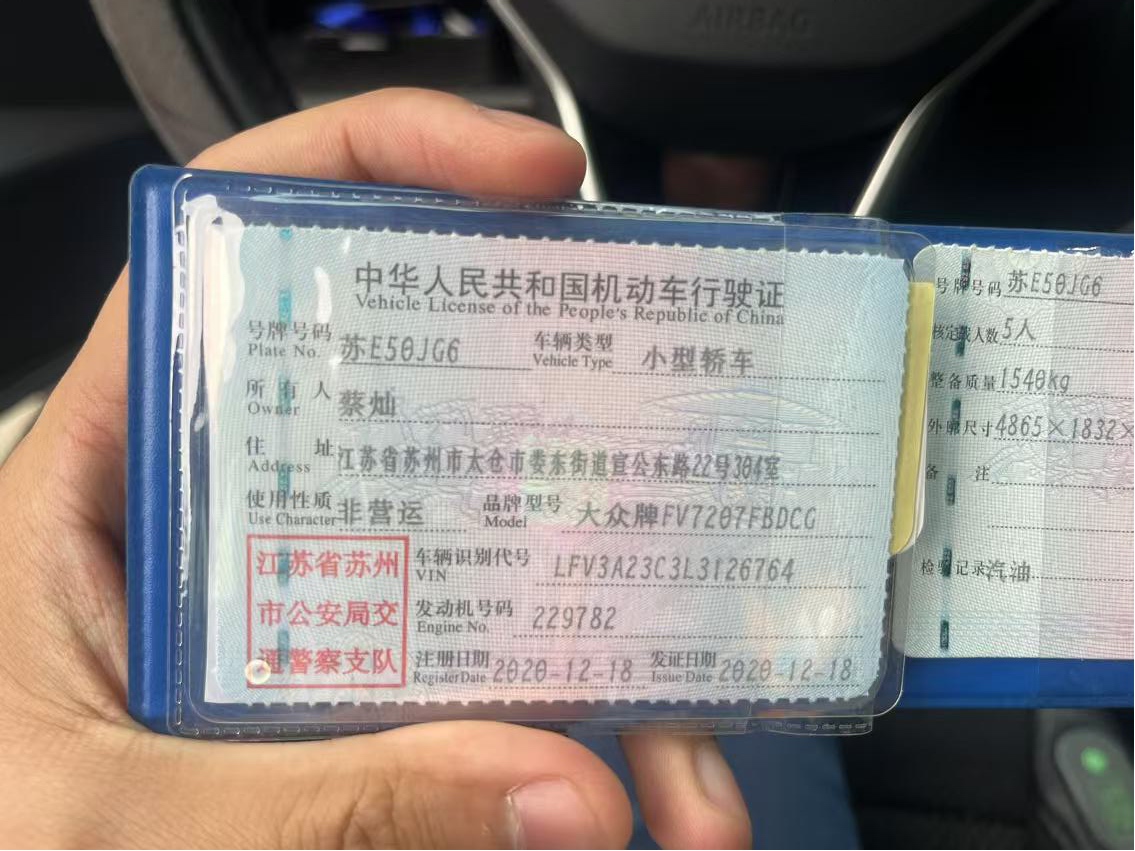 AIRBAG
中华人民共和国机动车行驶证
Vehicle License of the People's Republic of China
号牌号码 苏E50JG6 车辆类型 小型轿车
Plate No. Vehicle Type
所有人 蔡灿
Owner
住址 江苏省苏州市太仓市娄东街道宣公东路22号304室
Address
使用性质 非营运 品牌型号 大众牌FV7207FBDCG
Use Character Model
江苏省苏州
市公安局交
通警察支队
车辆识别代号 LFV3A23C3L3126764
VIN
发动机号码 229782
Engine No.
注册日期 2020-12-18 发证日期 2020-12-18
Register Date Issue Date
号牌号码 苏E50JG6
核定载人数 5人
整备质量 1540kg
外廓尺寸 4865×1832×
备注
检验记录 汽油